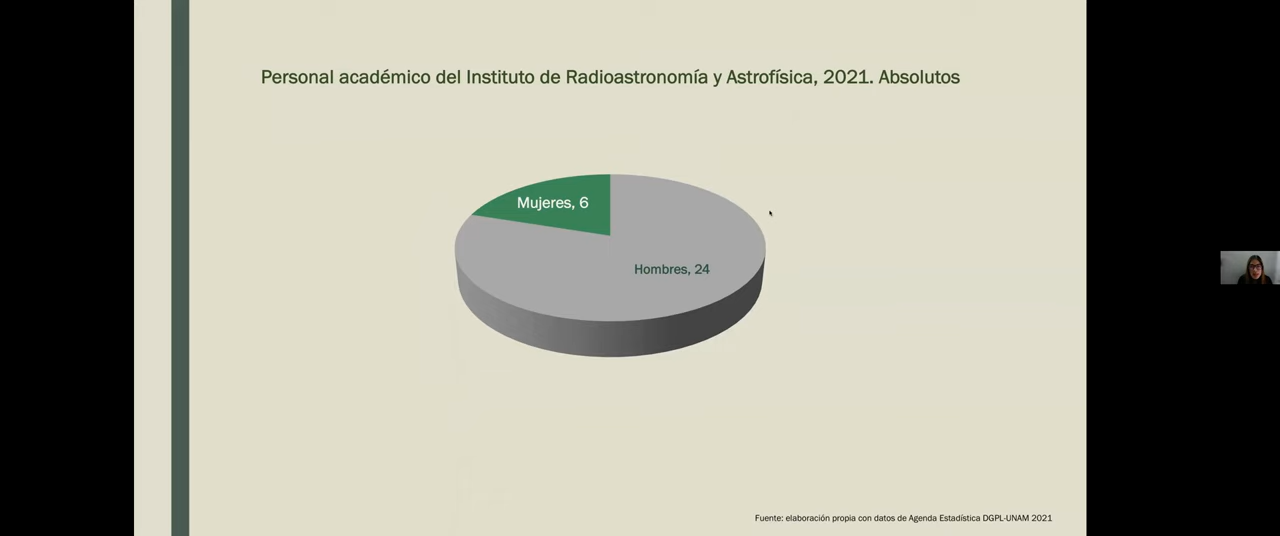 Personal académico del Instituto de Radioastronomía y Astrofísica, 2021. Absolutos
Mujeres, 6
Hombres, 24
Fuente: elaboración propia con datos de Agenda Estadística DGPL-UNAM 2021